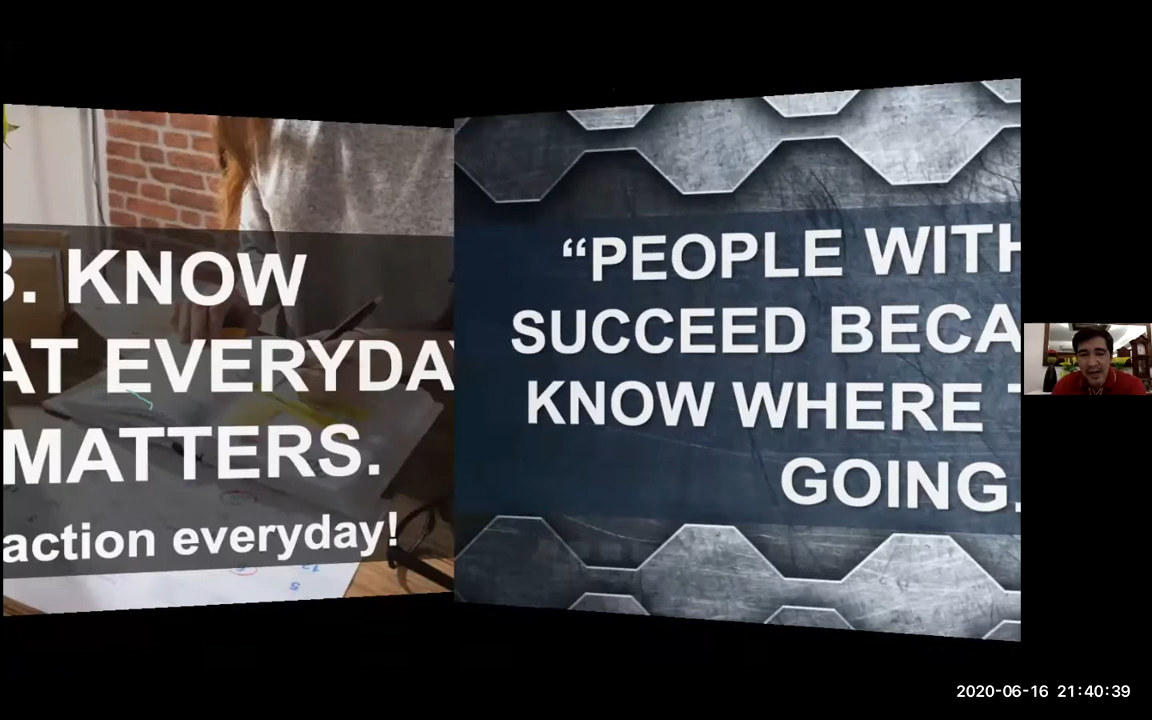 3. KNOW
AT EVERYDAY
MATTERS.
action everyday!
“PEOPLE WITH
SUCCEED BECA
KNOW WHERE
GOING.
2020-06-16 21:40:39